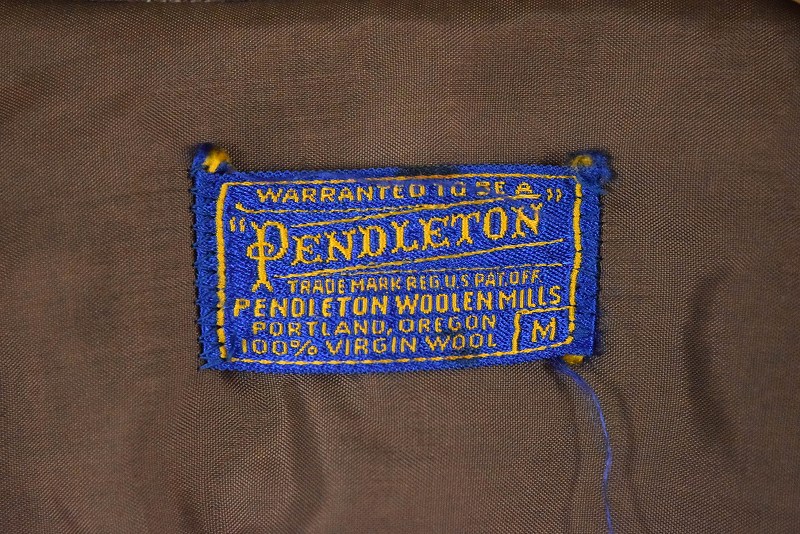 WARRANTED TO BE A
"PENDLETON"
TRADE MARK REG. U.S. PAT. OFF.
PENDLETON WOOLEN MILLS
PORTLAND, OREGON
100% VIRGIN WOOL
M